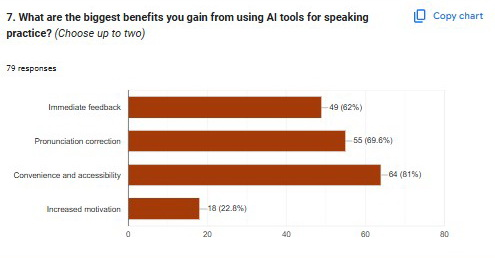 7. What are the biggest benefits you gain from using AI tools for speaking
practice? (Choose up to two)
Copy chart
79 responses
Immediate feedback 49 (62%)
Pronunciation correction 55 (69.6%)
Convenience and accessibility 64 (81%)
Increased motivation 18 (22.8%)
0 20 40 60 80